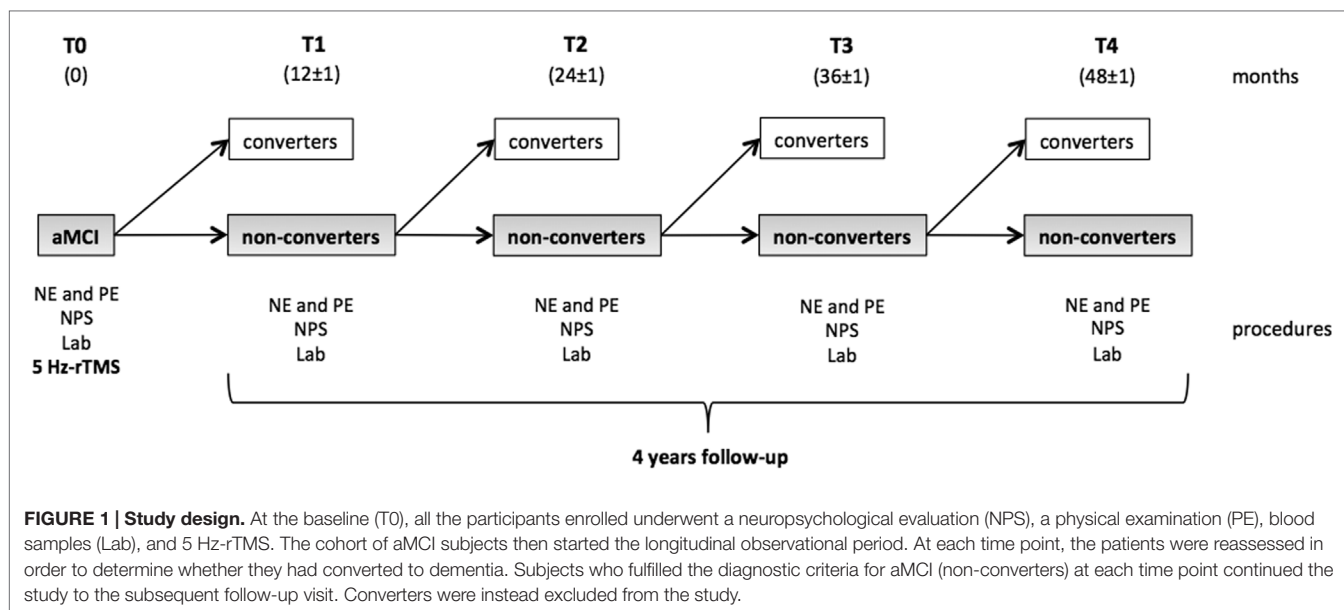 T0 T1 T2 T3 T4
(0) (12±1) (24±1) (36±1) (48±1) months
converters converters converters converters
aMCI non-converters non-converters non-converters non-converters
NE and PE NE and PE NE and PE NE and PE NE and PE
NPS NPS NPS NPS NPS procedures
Lab Lab Lab Lab Lab
5 Hz-rTMS
4 years follow-up
FIGURE 1 | Study design. At the baseline (T0), all the participants enrolled underwent a neuropsychological evaluation (NPS), a physical examination (PE), blood
samples (Lab), and 5 Hz-rTMS. The cohort of aMCI subjects then started the longitudinal observational period. At each time point, the patients were reassessed in
order to determine whether they had converted to dementia. Subjects who fulfilled the diagnostic criteria for aMCI (non-converters) at each time point continued the
study to the subsequent follow-up visit. Converters were instead excluded from the study.